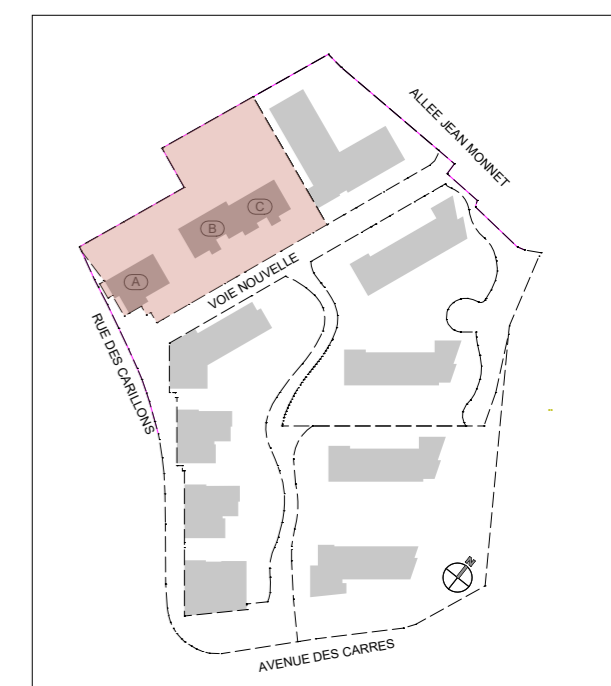 ALLEE JEAN MONNET
C
B
A
VOIE NOUVELLE
RUE DES CARILLONS
N
AVENUE DES CARRES